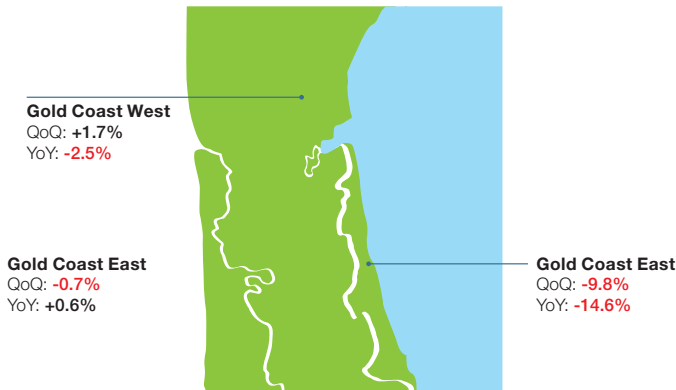 Gold Coast West
QoQ: +1.7%
YoY: -2.5%
Gold Coast East
QoQ: -0.7%
YoY: +0.6%
Gold Coast East
QoQ: -9.8%
YoY: -14.6%